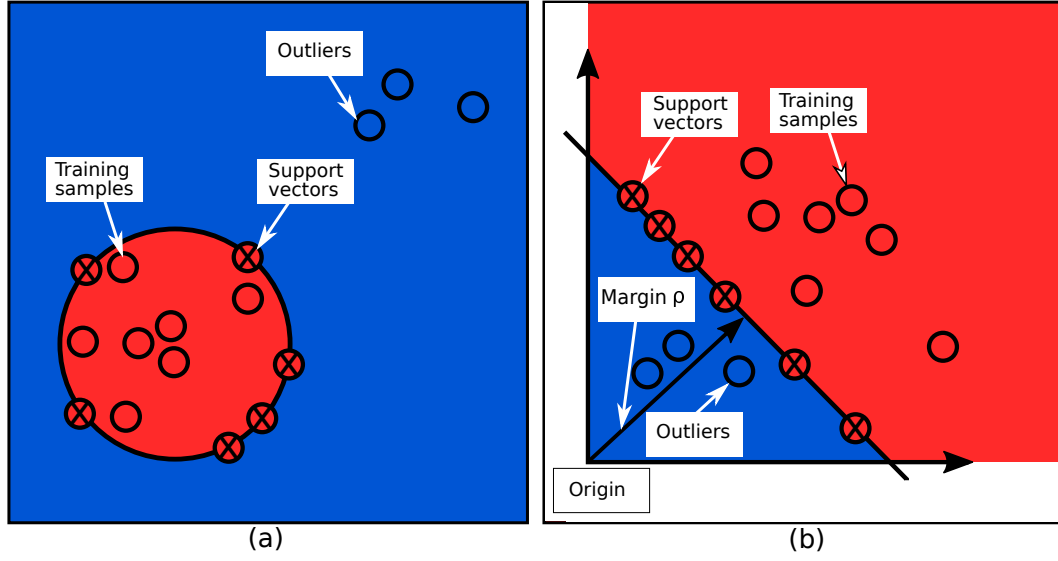 Outliers
Training
samples
Support
vectors
(a)
Support
vectors
Training
samples
Margin ρ
Outliers
Origin
(b)